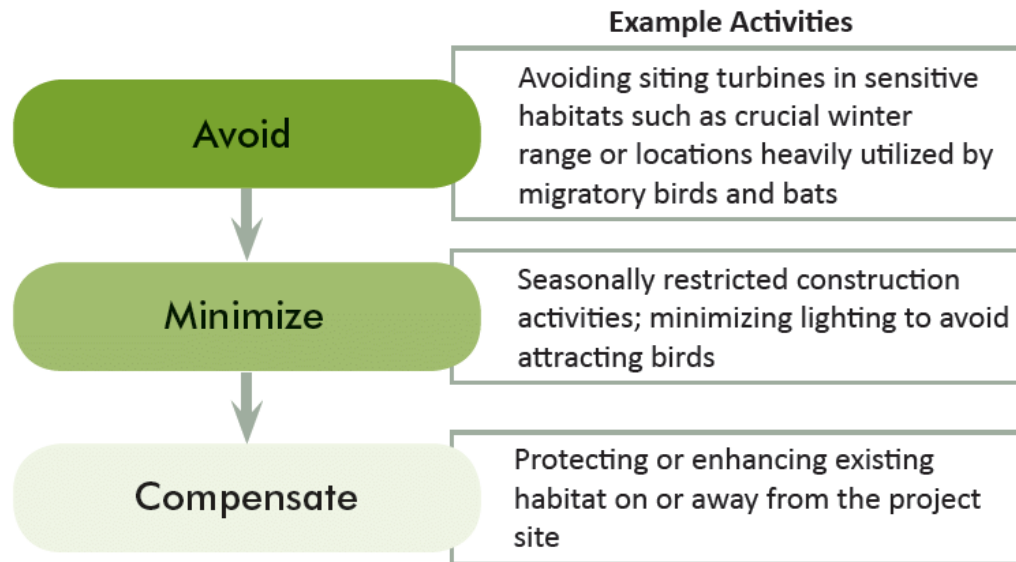 Example Activities
Avoid
Avoiding siting turbines in sensitive
habitats such as crucial winter
range or locations heavily utilized by
migratory birds and bats
Minimize
Seasonally restricted construction
activities; minimizing lighting to avoid
attracting birds
Compensate
Protecting or enhancing existing
habitat on or away from the project
site